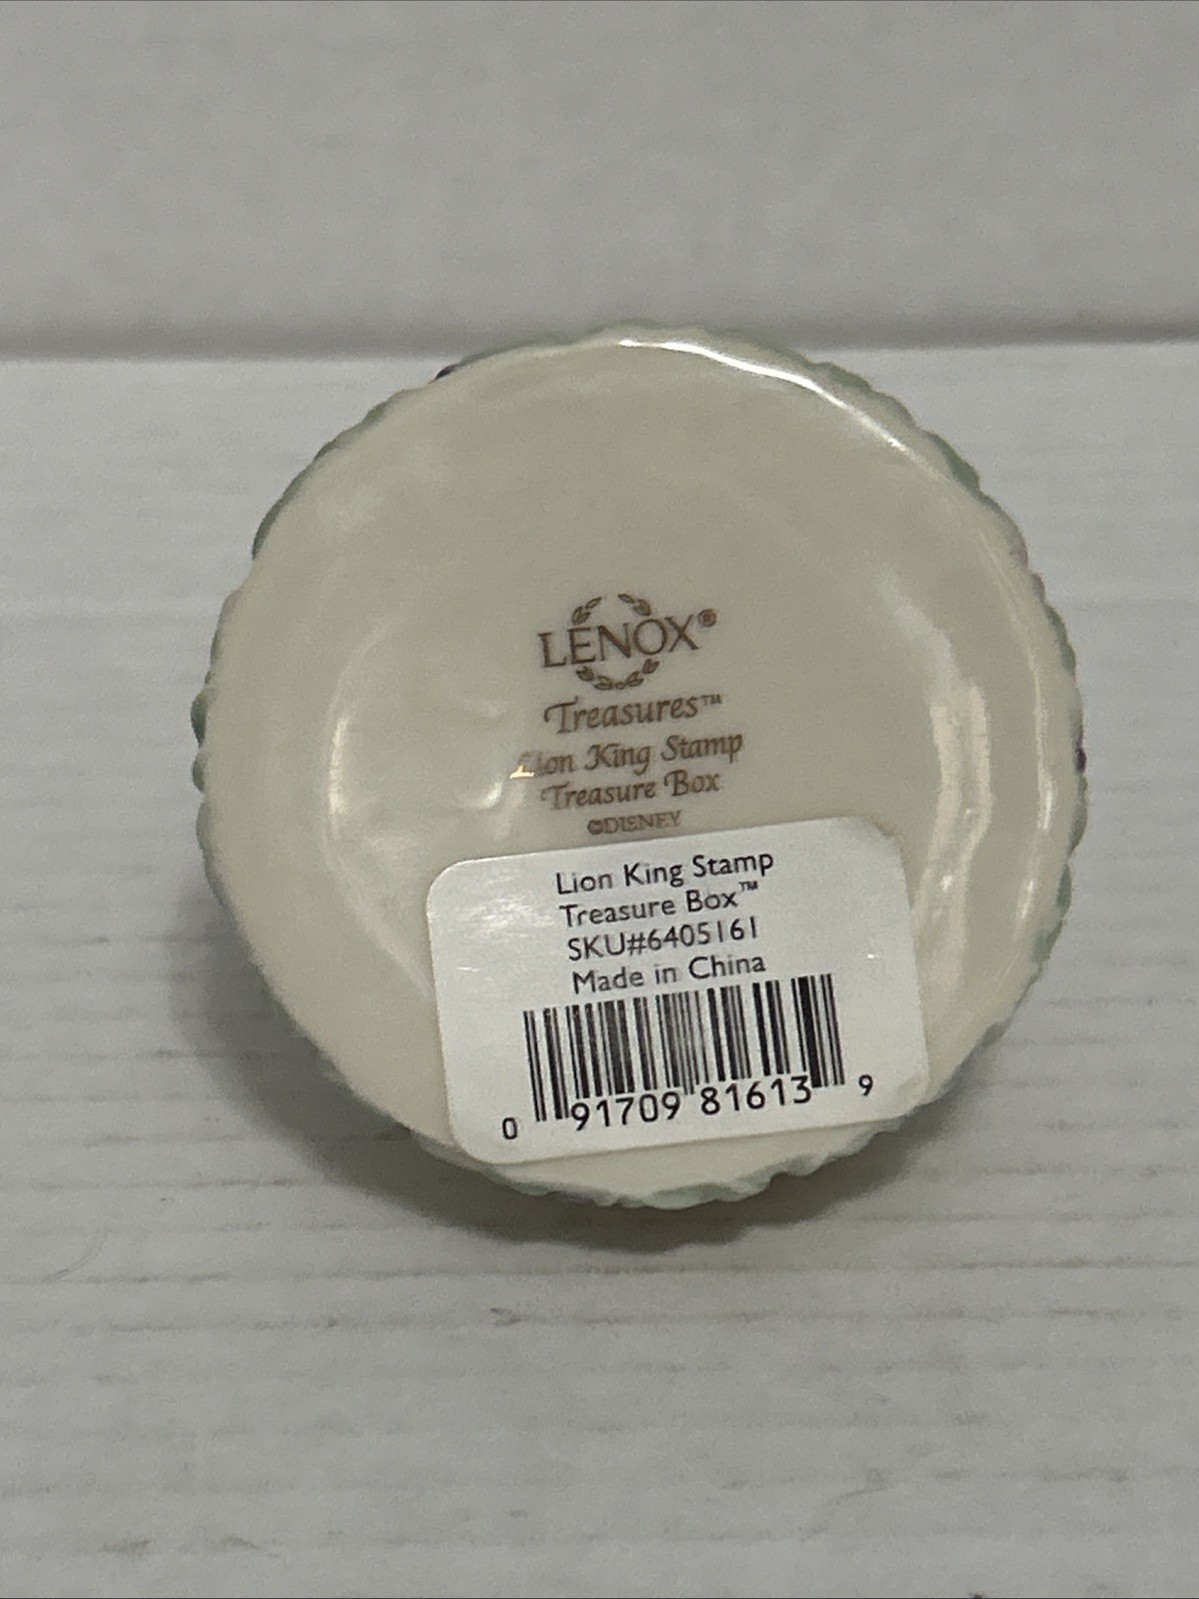 LENOX®
Treasures™
Lion King Stamp
Treasure Box
©DISNEY
Lion King Stamp
Treasure Box™
SKU#6405161
Made in China
0 91709 81613 9